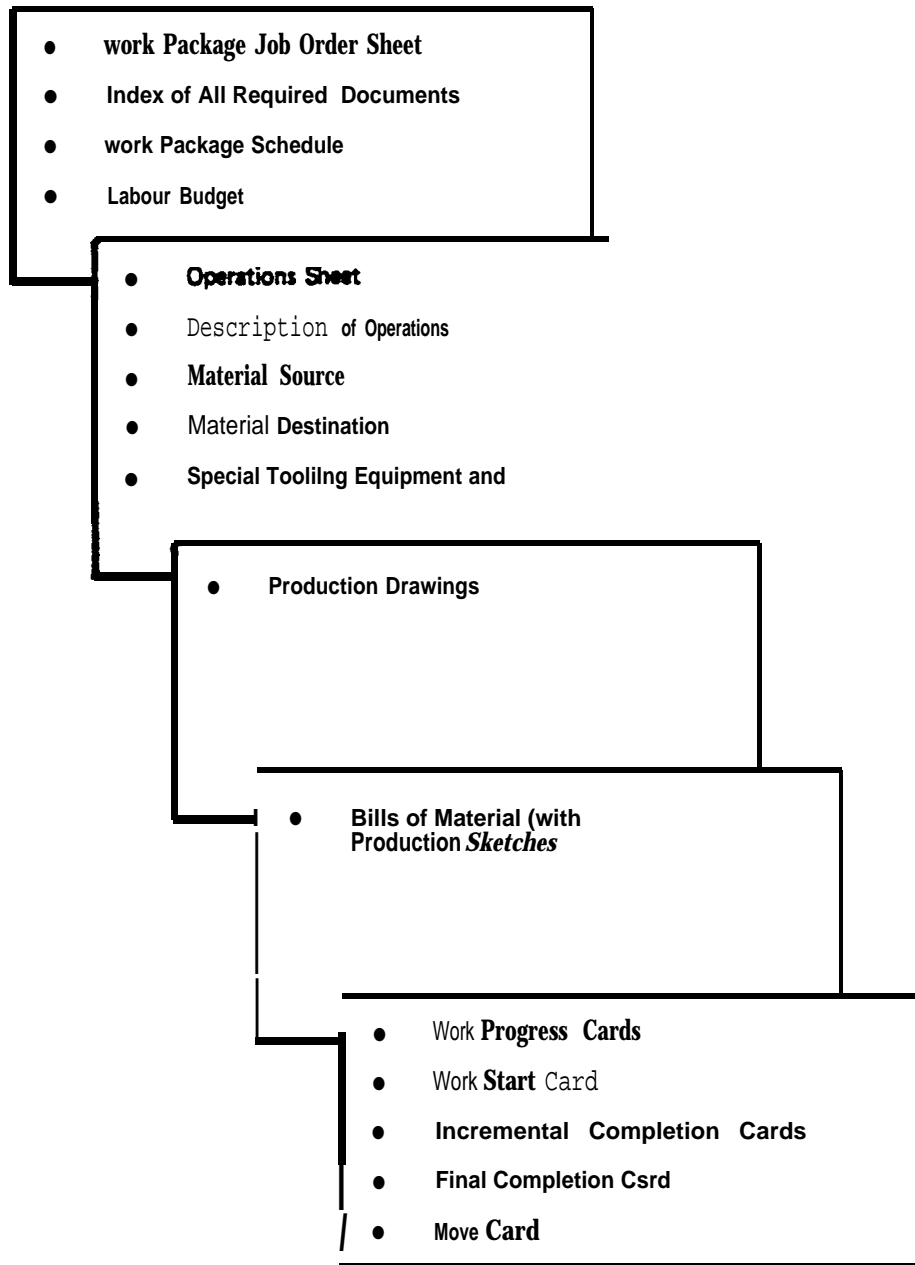 • work Package Job Order Sheet
• Index of All Required Documents
• work Package Schedule
• Labour Budget
• Operations Sheet
• Description of Operations
• Material Source
• Material Destination
• Special Toolilng Equipment and
• Production Drawings
• Bills of Material (with
Production Sketches
• Work Progress Cards
• Work Start Card
• Incremental Completion Cards
• Final Completion Csrd
• Move Card